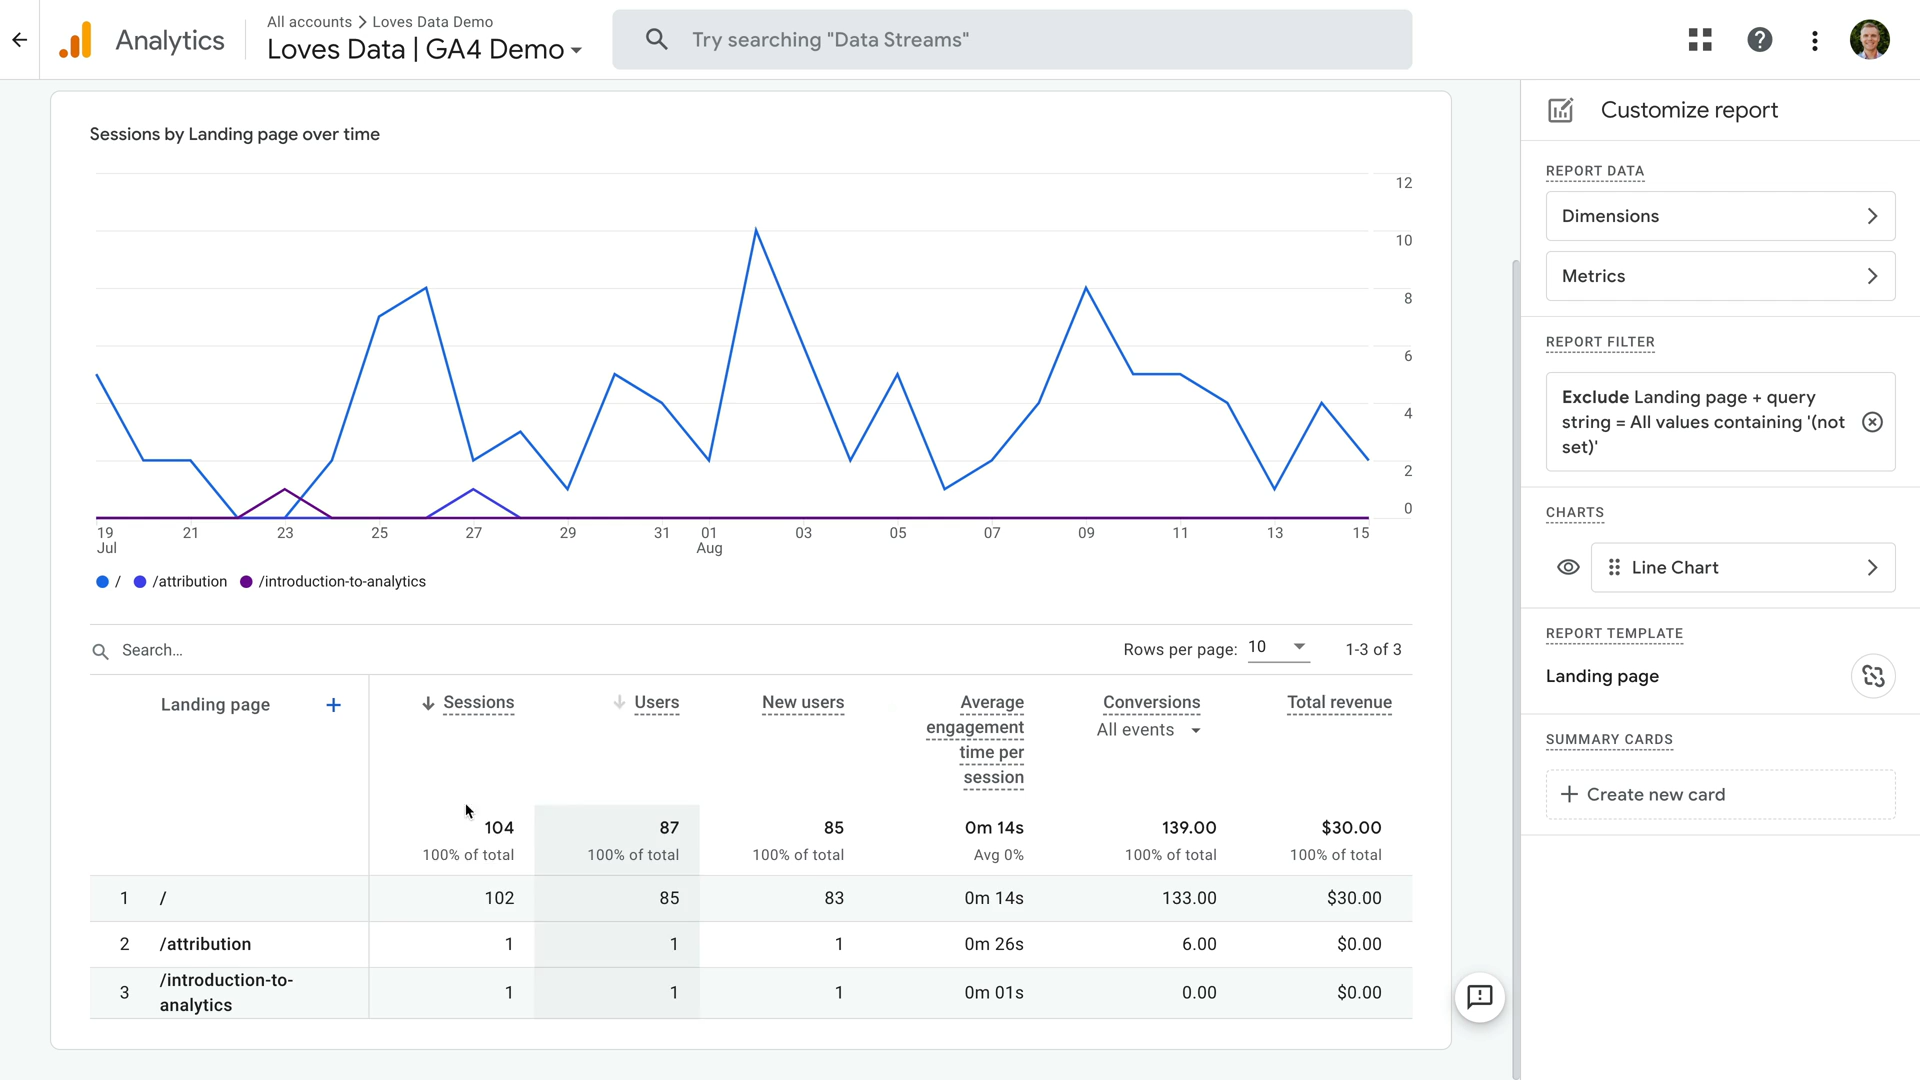 Analytics
All accounts > Loves Data Demo
Loves Data | GA4 Demo
Try searching "Data Streams"
Sessions by Landing page over time
12
10
8
6
4
2
0
19 21 23 25 27 29 31 01 03 05 07 09 11 13 15
Jul Aug
/ /attribution /introduction-to-analytics
Search...
Rows per page: 10 1-3 of 3
Landing page + Sessions Users New users Average Conversions Total revenue
engagement All events
time per
session
104 87 85 0m 14s 139.00 $30.00
100% of total 100% of total 100% of total Avg 0% 100% of total 100% of total
1 / 102 85 83 0m 14s 133.00 $30.00
2 /attribution 1 1 1 0m 26s 6.00 $0.00
3 /introduction-to- 1 1 1 0m 01s 0.00 $0.00
analytics
Customize report
REPORT DATA
Dimensions
Metrics
REPORT FILTER
Exclude Landing page + query
string = All values containing '(not
set)'
CHARTS
Line Chart
REPORT TEMPLATE
Landing page
SUMMARY CARDS
+ Create new card